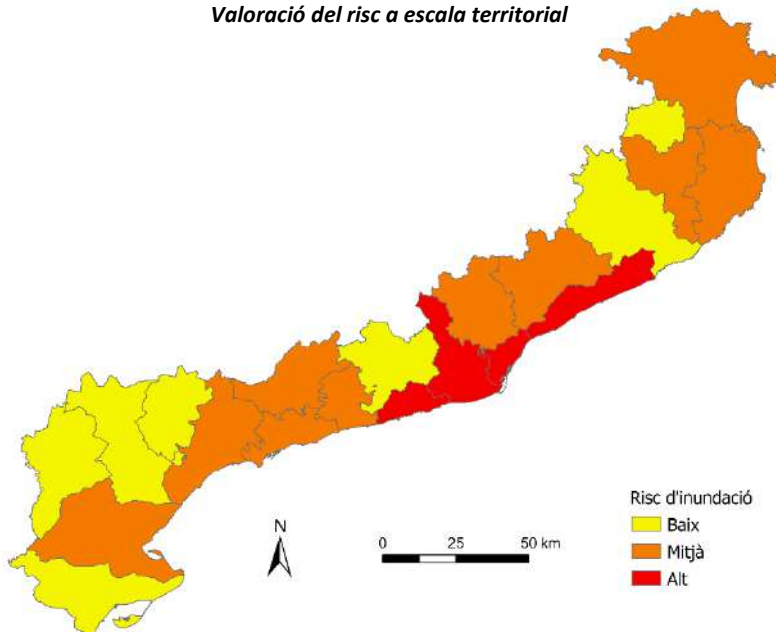 Valoració del risc a escala territorial
N
0 25 50 km
Risc d'inundació
Baix
Mitjà
Alt